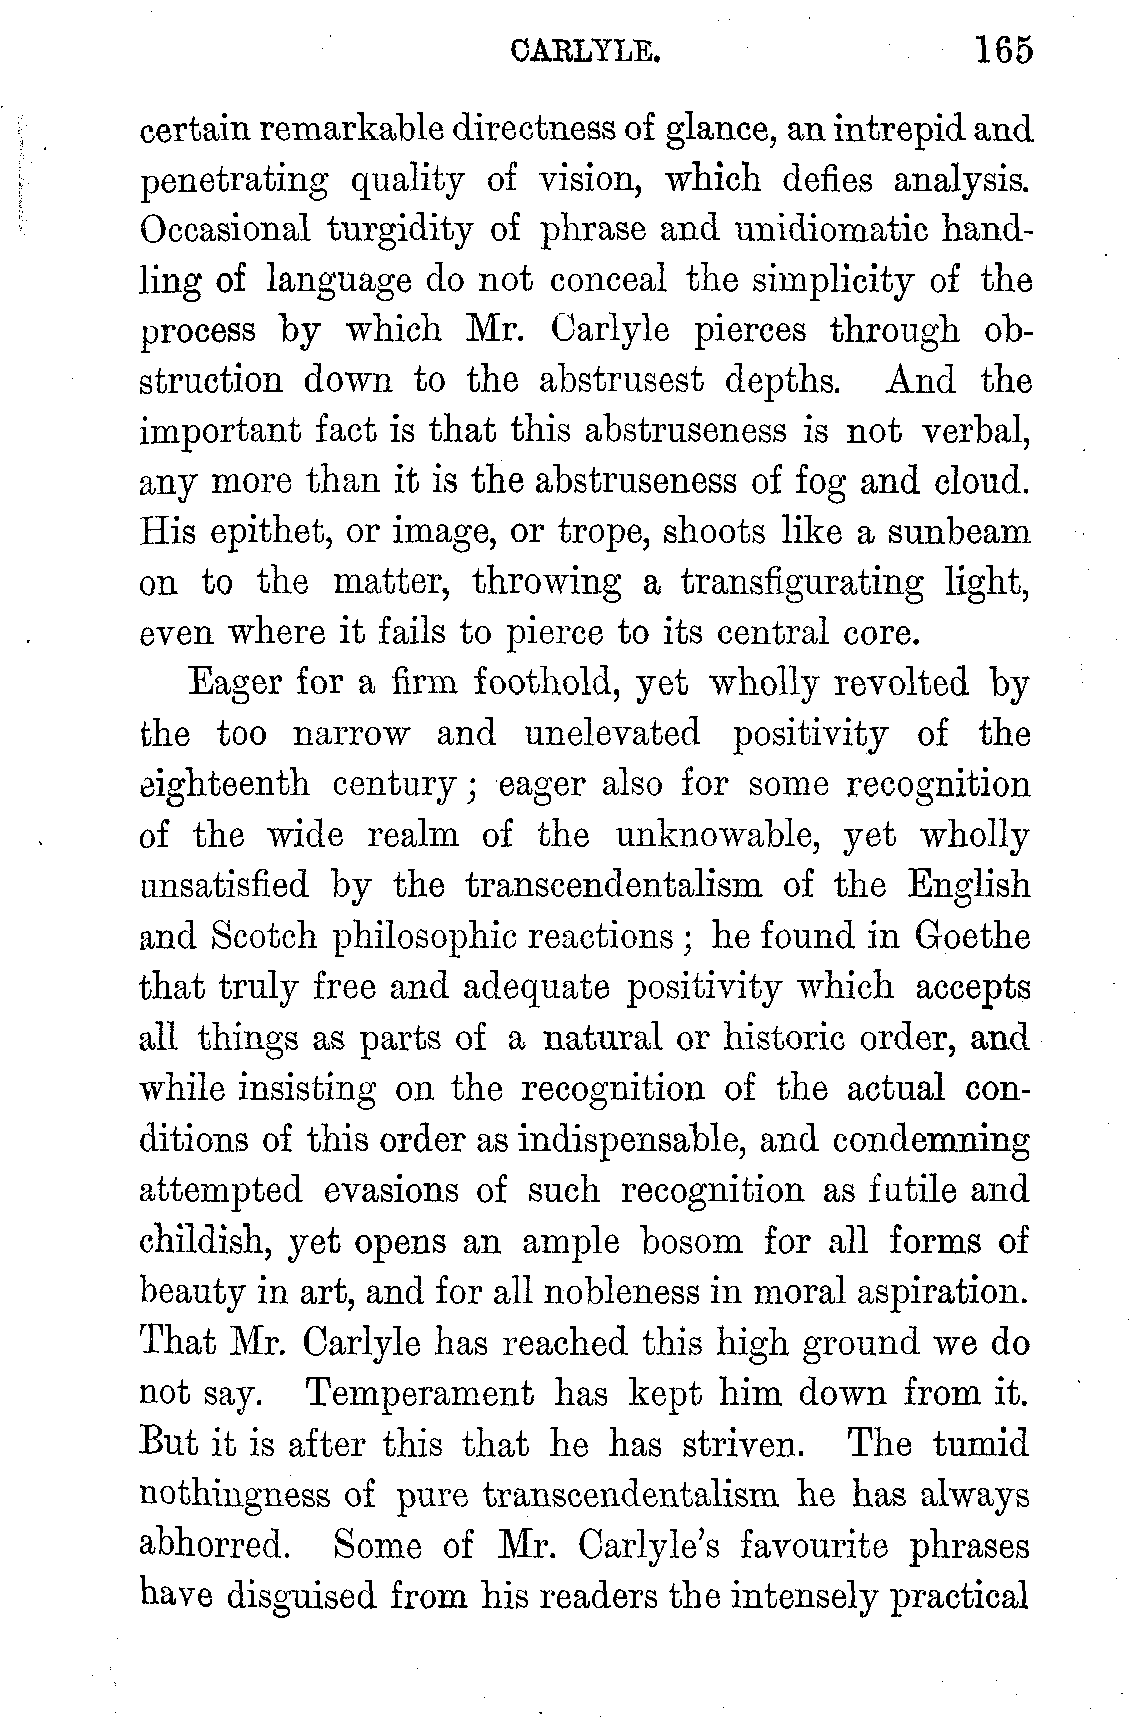 CARLYLE. 165
certain remarkable directness of glance, an intrepid and
penetrating quality of vision, which defies analysis.
Occasional turgidity of phrase and unidiomatic hand-
ling of language do not conceal the simplicity of the
process by which Mr. Carlyle pierces through ob-
struction down to the abstrusest depths. And the
important fact is that this abstruseness is not verbal,
any more than it is the abstruseness of fog and cloud.
His epithet, or image, or trope, shoots like a sunbeam
on to the matter, throwing a transfigurating light,
even where it fails to pierce to its central core.
Eager for a firm foothold, yet wholly revolted by
the too narrow and unelevated positivity of the
eighteenth century; eager also for some recognition
of the wide realm of the unknowable, yet wholly
unsatisfied by the transcendentalism of the English
and Scotch philosophic reactions; he found in Goethe
that truly free and adequate positivity which accepts
all things as parts of a natural or historic order, and
while insisting on the recognition of the actual con-
ditions of this order as indispensable, and condemning
attempted evasions of such recognition as futile and
childish, yet opens an ample bosom for all forms of
beauty in art, and for all nobleness in moral aspiration.
That Mr. Carlyle has reached this high ground we do
not say. Temperament has kept him down from it.
But it is after this that he has striven. The tumid
nothingness of pure transcendentalism he has always
abhorred. Some of Mr. Carlyle's favourite phrases
have disguised from his readers the intensely practical